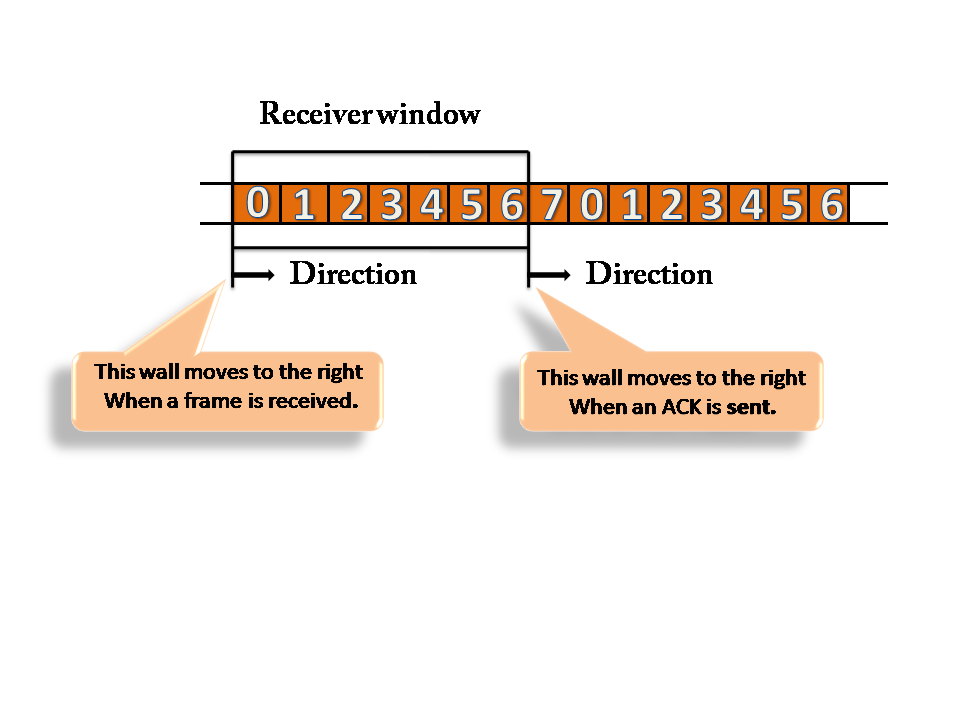 Receiver window
0 1 2 3 4 5 6 7 0 1 2 3 4 5 6
Direction Direction
This wall moves to the right
When a frame is received.
This wall moves to the right
When an ACK is sent.